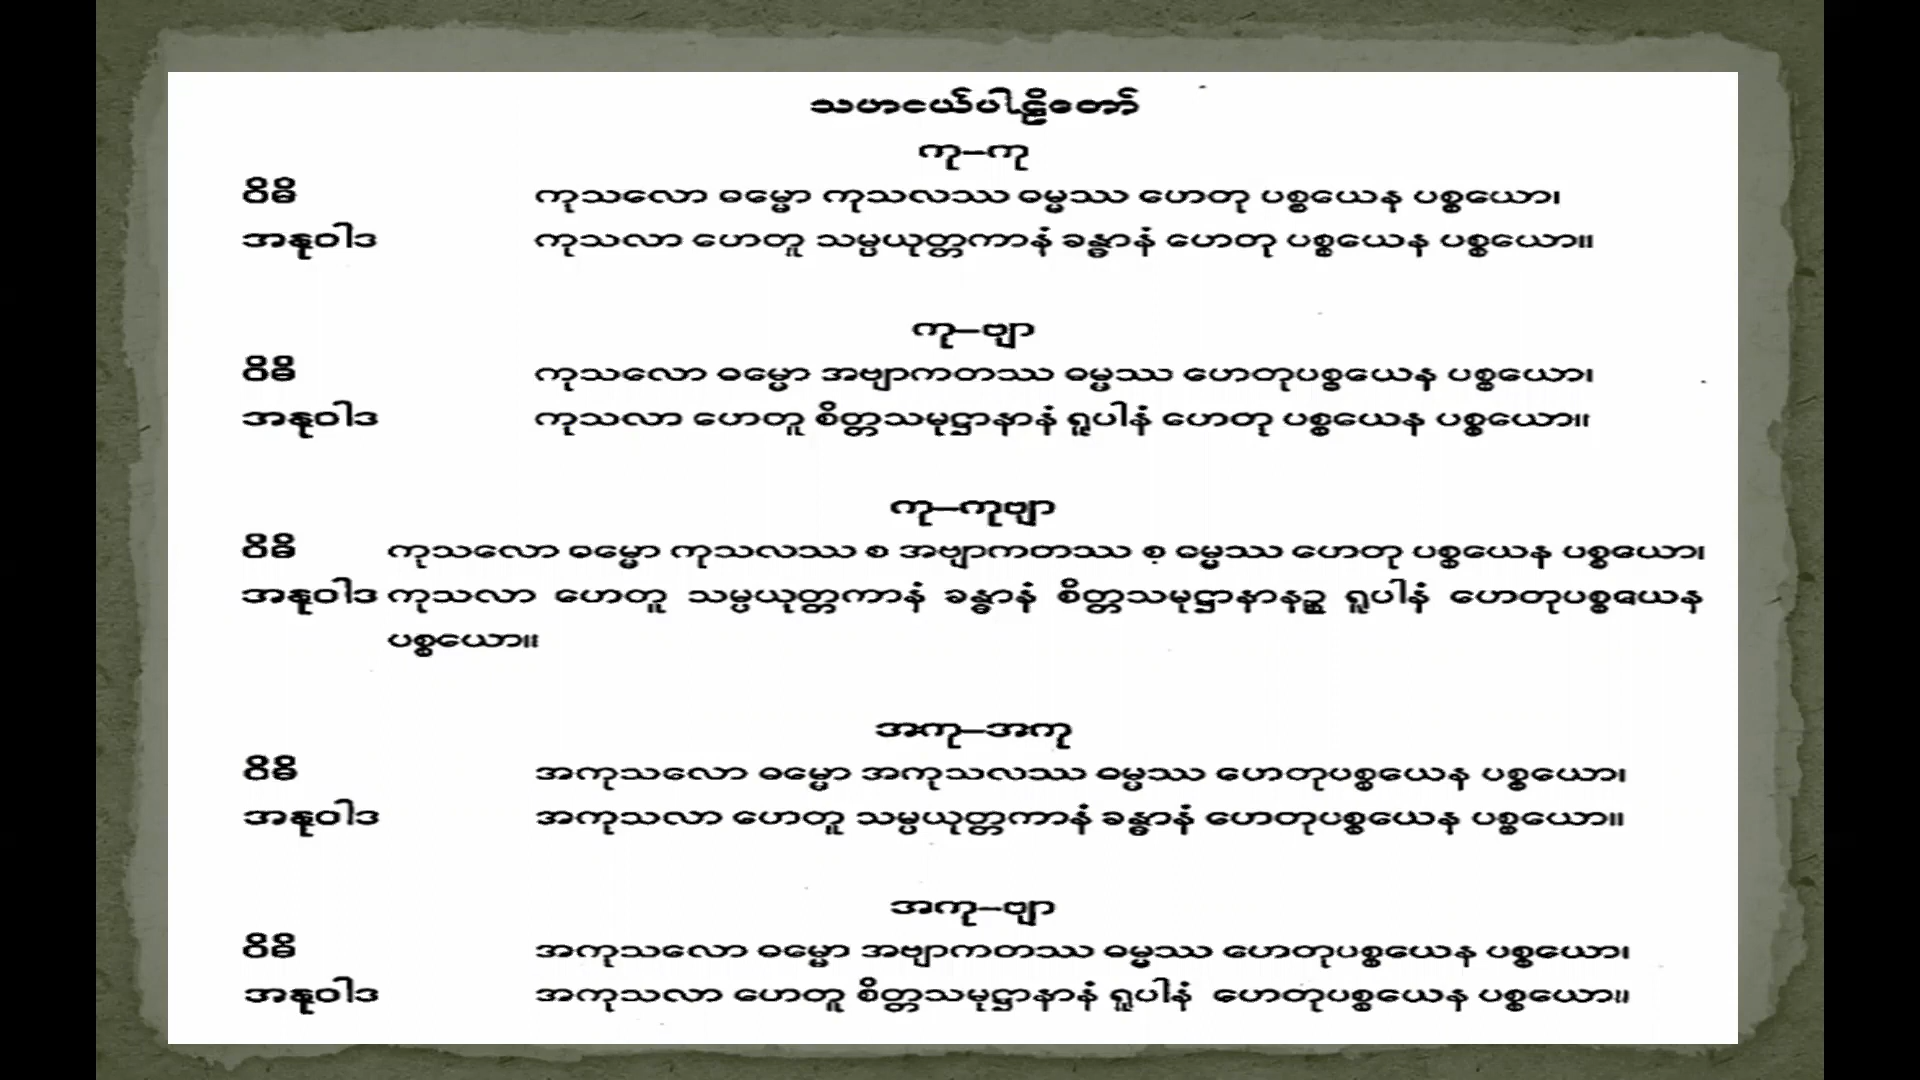 သဟငယ်ပါဠိတော်
ကု–ကု
ဝိဓိ ကုသလော ဓမ္မော ကုသလဿ ဓမ္မဿ ဟေတု ပစ္စယေန ပစ္စယော၊
အနုဝါဒ ကုသလာ ဟေတူ သမ္ပယုတ္တကာနံ ခန္ဓာနံ ဟေတု ပစ္စယေန ပစ္စယော။
ကု–ဗျာ
ဝိဓိ ကုသလော ဓမ္မော အဗျာကတဿ ဓမ္မဿ ဟေတုပစ္စယေန ပစ္စယော၊
အနုဝါဒ ကုသလာ ဟေတူ စိတ္တသမုဋ္ဌာနာနံ ရူပါနံ ဟေတု ပစ္စယေန ပစ္စယော။
ကု–ကုဗျာ
ဝိဓိ ကုသလော ဓမ္မော ကုသလဿ စ အဗျာကတဿ စ ဓမ္မဿ ဟေတု ပစ္စယေန ပစ္စယော၊
အနုဝါဒ ကုသလာ ဟေတူ သမ္ပယုတ္တကာနံ ခန္ဓာနံ စိတ္တသမုဋ္ဌာနာနဉ္စ ရူပါနံ ဟေတုပစ္စယေန
ပစ္စယော။
အကု–အကု
ဝိဓိ အကုသလော ဓမ္မော အကုသလဿ ဓမ္မဿ ဟေတုပစ္စယေန ပစ္စယော၊
အနုဝါဒ အကုသလာ ဟေတူ သမ္ပယုတ္တကာနံ ခန္ဓာနံ ဟေတုပစ္စယေန ပစ္စယော။
အကု–ဗျာ
ဝိဓိ အကုသလော ဓမ္မော အဗျာကတဿ ဓမ္မဿ ဟေတုပစ္စယေန ပစ္စယော၊
အနုဝါဒ အကုသလာ ဟေတူ စိတ္တသမုဋ္ဌာနာနံ ရူပါနံ ဟေတုပစ္စယေန ပစ္စယော။